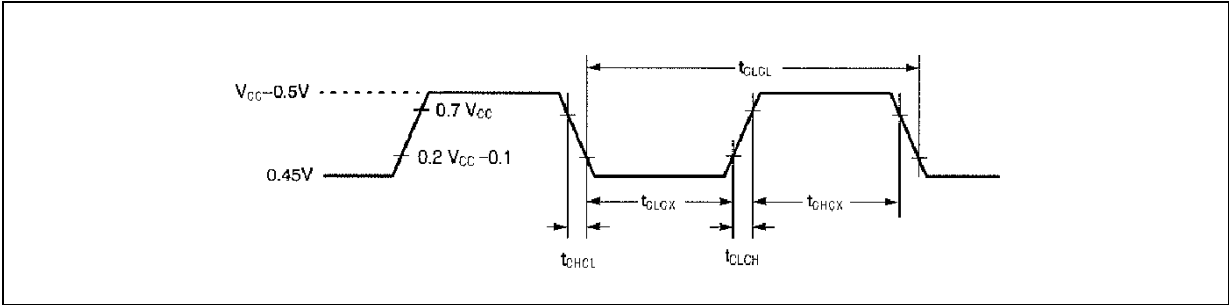 tCLCL
VCC–0.5V
0.7 VCC
0.2 VCC –0.1
0.45V
tCLCX
tCHCX
tCHCL
tCLCH